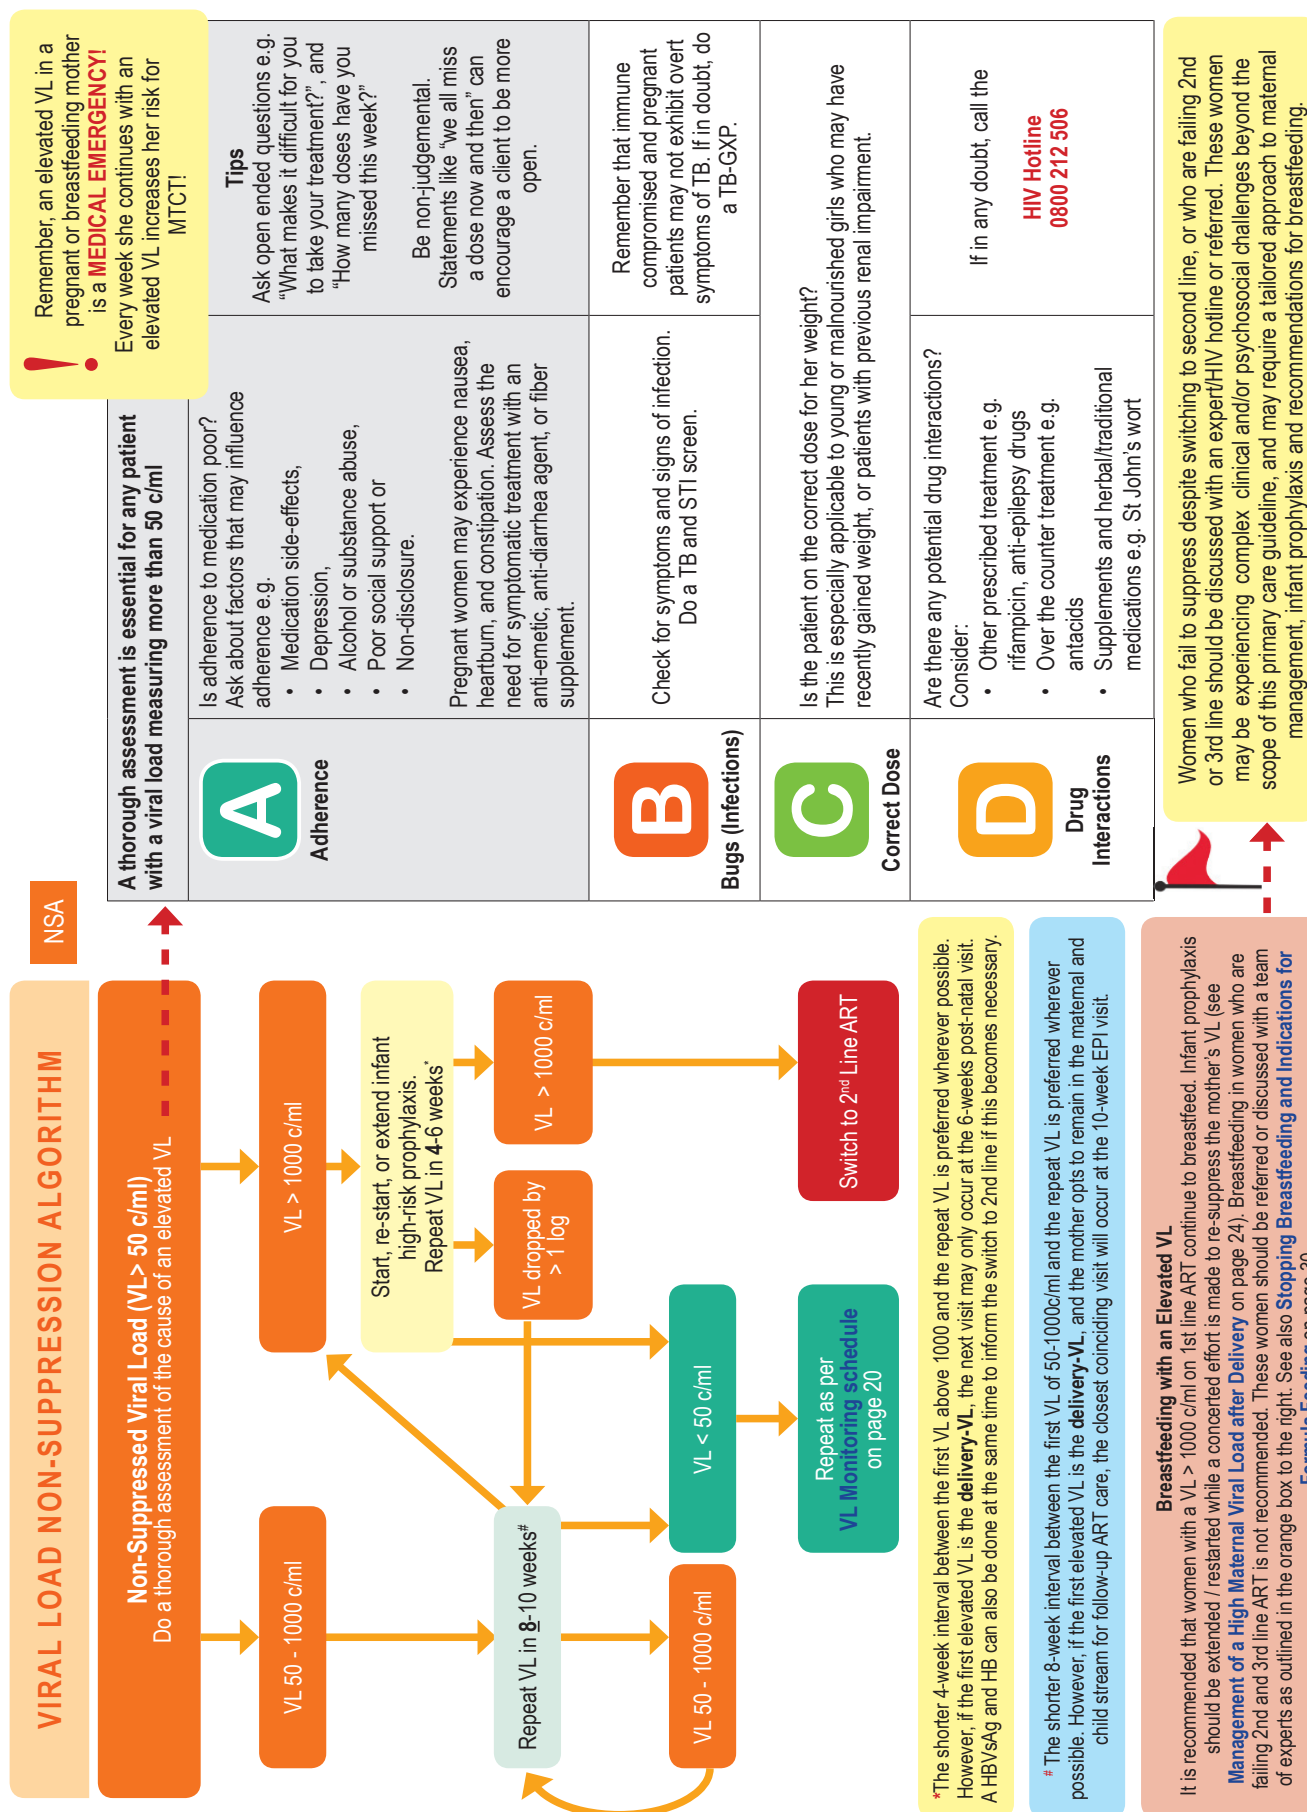 VIRAL LOAD NON-SUPPRESSION ALGORITHM
NSA
Non-Suppressed Viral Load (VL> 50 c/ml)
Do a thorough assessment of the cause of an elevated VL
VL 50 - 1000 c/ml
VL > 1000 c/ml
Start, re-start, or extend infant
high-risk prophylaxis.
Repeat VL in 4-6 weeks*
Repeat VL in 8-10 weeks#
VL dropped by
> 1 log
VL > 1000 c/ml
VL 50 - 1000 c/ml
VL < 50 c/ml
Repeat as per
VL Monitoring schedule
on page 20
Switch to 2nd Line ART
*The shorter 4-week interval between the first VL above 1000 and the repeat VL is preferred wherever possible.
However, if the first elevated VL is the delivery-VL, the next visit may only occur at the 6-weeks post-natal visit.
A HBVsAg and HB can also be done at the same time to inform the switch to 2nd line if this becomes necessary.
# The shorter 8-week interval between the first VL of 50-1000c/ml and the repeat VL is preferred wherever
possible. However, if the first elevated VL is the delivery-VL, and the mother opts to remain in the maternal and
child stream for follow-up ART care, the closest coinciding visit will occur at the 10-week EPI visit.
Breastfeeding with an Elevated VL
It is recommended that women with a VL > 1000 c/ml on 1st line ART continue to breastfeed. Infant prophylaxis
should be extended / restarted while a concerted effort is made to re-suppress the mother's VL (see
Management of a High Maternal Viral Load after Delivery on page 24). Breastfeeding in women who are
failing 2nd and 3rd line ART is not recommended. These women should be referred or discussed with a team
of experts as outlined in the orange box to the right. See also Stopping Breastfeeding and Indications for
Formula Feeding on page 30
! Remember, an elevated VL in a
pregnant or breastfeeding mother
is a MEDICAL EMERGENCY!
Every week she continues with an
elevated VL increases her risk for
MTCT!
A thorough assessment is essential for any patient
with a viral load measuring more than 50 c/ml
A
Adherence
Is adherence to medication poor?
Ask about factors that may influence
adherence e.g.
• Medication side-effects,
• Depression,
• Alcohol or substance abuse,
• Poor social support or
• Non-disclosure.
Pregnant women may experience nausea,
heartburn, and constipation. Assess the
need for symptomatic treatment with an
anti-emetic, anti-diarrhea agent, or fiber
supplement.
Tips
Ask open ended questions e.g.
“What makes it difficult for you
to take your treatment?”, and
“How many doses have you
missed this week?”
Be non-judgemental.
Statements like “we all miss
a dose now and then” can
encourage a client to be more
open.
B
Bugs (Infections)
Check for symptoms and signs of infection.
Do a TB and STI screen.
Remember that immune
compromised and pregnant
patients may not exhibit overt
symptoms of TB. If in doubt, do
a TB-GXP.
C
Correct Dose
Is the patient on the correct dose for her weight?
This is especially applicable to young or malnourished girls who may have
recently gained weight, or patients with previous renal impairment.
D
Drug
Interactions
Are there any potential drug interactions?
Consider:
• Other prescribed treatment e.g.
rifampicin, anti-epilepsy drugs
• Over the counter treatment e.g.
antacids
• Supplements and herbal/traditional
medications e.g. St John’s wort
If in any doubt, call the
HIV Hotline
0800 212 506
Women who fail to suppress despite switching to second line, or who are failing 2nd
or 3rd line should be discussed with an expert/HIV hotline or referred. These women
may be experiencing complex clinical and/or psychosocial challenges beyond the
scope of this primary care guideline, and may require a tailored approach to maternal
management, infant prophylaxis and recommendations for breastfeeding.